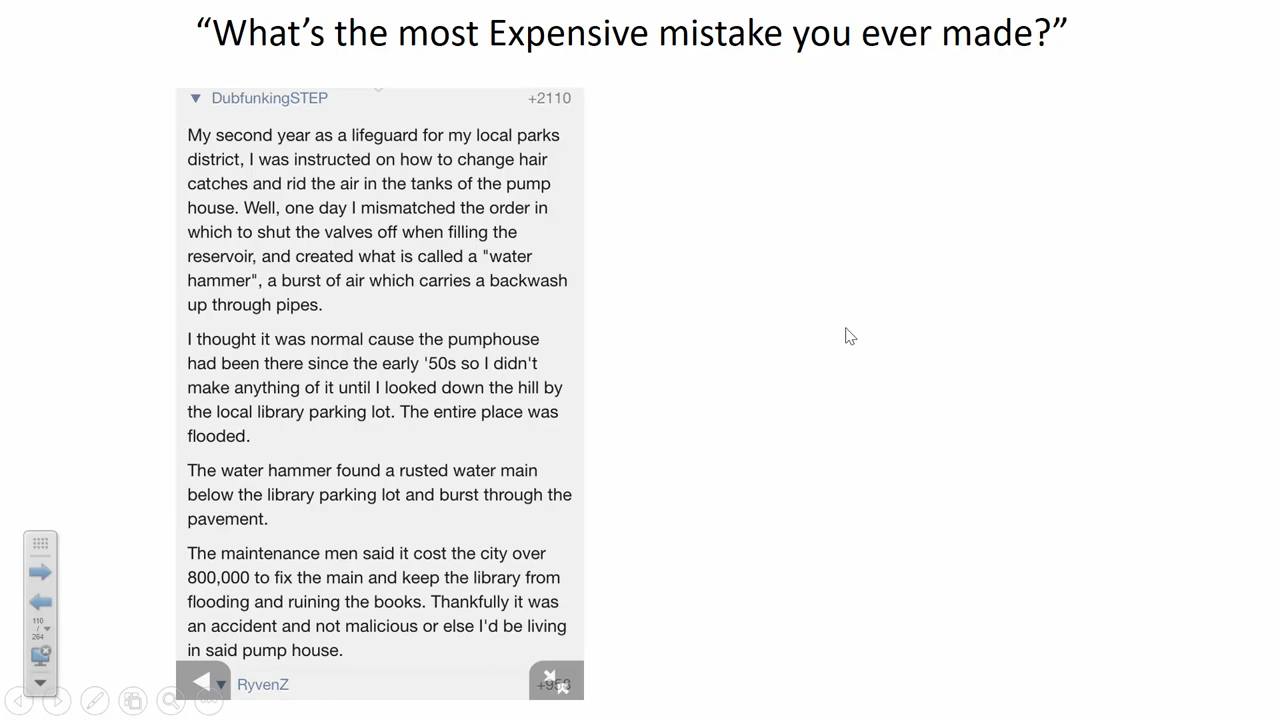 “What’s the most Expensive mistake you ever made?”
DubfunkingSTEP +2110
My second year as a lifeguard for my local parks
district, I was instructed on how to change hair
catches and rid the air in the tanks of the pump
house. Well, one day I mismatched the order in
which to shut the valves off when filling the
reservoir, and created what is called a "water
hammer", a burst of air which carries a backwash
up through pipes.
I thought it was normal cause the pumphouse
had been there since the early '50s so I didn't
make anything of it until I looked down the hill by
the local library parking lot. The entire place was
flooded.
The water hammer found a rusted water main
below the library parking lot and burst through the
pavement.
The maintenance men said it cost the city over
800,000 to fix the main and keep the library from
flooding and ruining the books. Thankfully it was
an accident and not malicious or else I'd be living
in said pump house.
RyvenZ +958
110
/
264